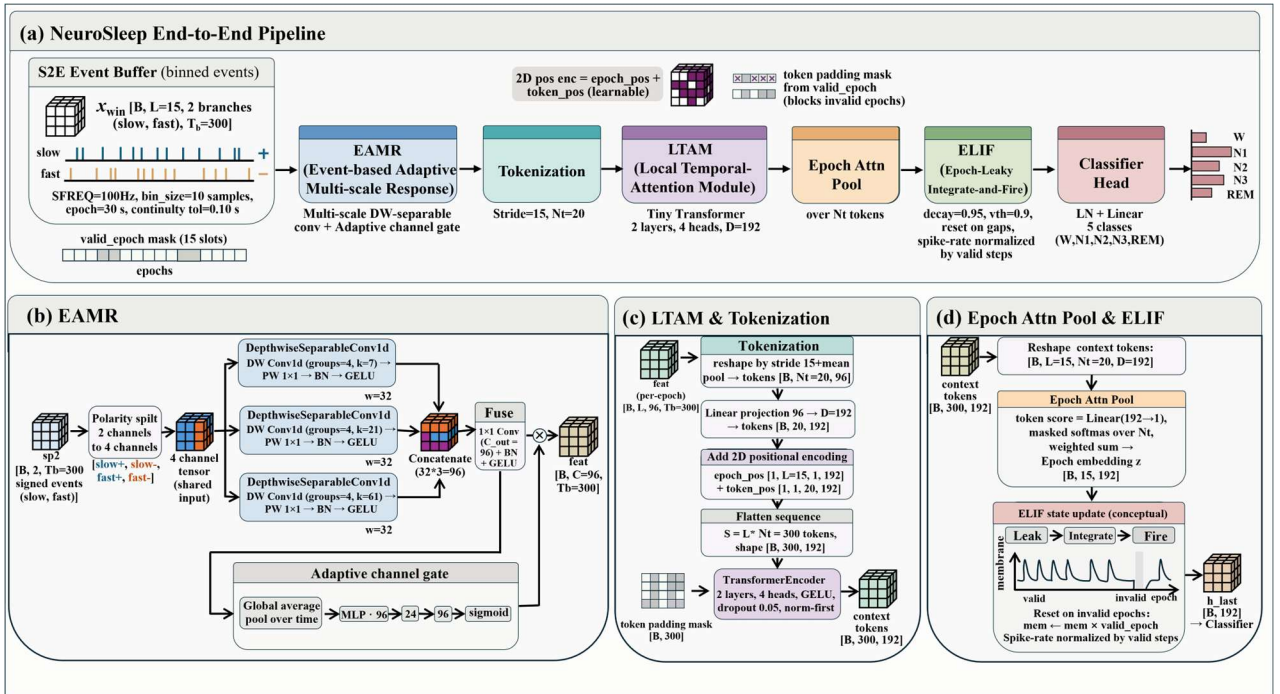 (a) NeuroSleep End-to-End Pipeline
S2E Event Buffer (binned events)
x_win [B, L=15, 2 branches
(slow, fast), T_b=300]
slow
+
fast
−
SFREQ=100Hz, bin_size=10 samples,
epoch=30 s, continuity tol=0.10 s
valid_epoch mask (15 slots)
epochs
2D pos enc = epoch_pos +
token_pos (learnable)
token padding mask
from valid_epoch
(blocks invalid epochs)
EAMR
(Event-based Adaptive
Multi-scale Response)
Multi-scale DW-separable
conv + Adaptive channel gate
Tokenization
Stride=15, Nt=20
LTAM
(Local Temporal-
Attention Module)
Tiny Transformer
2 layers, 4 heads, D=192
Epoch Attn
Pool
over Nt tokens
ELIF
(Epoch-Leaky
Integrate-and-Fire)
decay=0.95, vth=0.9,
reset on gaps,
spike-rate normalized
by valid steps
Classifier
Head
LN + Linear
5 classes
(W,N1,N2,N3,REM)
W
N1
N2
N3
REM
(b) EAMR
sp2
[B, 2, Tb=300
signed events
(slow, fast)]
Polarity spilt
2 channels
to 4 channels
[slow+, slow-,
fast+, fast-]
4 channel
tensor
(shared
input)
DepthwiseSeparableConv1d
DW Conv1d (groups=4, k=7) →
PW 1×1 → BN → GELU
w=32
DepthwiseSeparableConv1d
DW Conv1d (groups=4, k=21) →
PW 1×1 → BN → GELU
w=32
DepthwiseSeparableConv1d
DW Conv1d (groups=4, k=61) →
PW 1×1 → BN → GELU
w=32
Concatenate
(32*3=96)
Fuse
1×1 Conv
(C_out =
96) + BN
+ GELU
feat
[B, C=96,
Tb=300]
Adaptive channel gate
Global average
pool over time
MLP · 96
24
96
sigmoid
(c) LTAM & Tokenization
feat
(per-epoch)
[B, L, 96, Tb=300]
Tokenization
reshape by stride 15+mean
pool → tokens [B, Nt=20, 96]
Linear projection 96 → D=192
→ tokens [B, 20, 192]
Add 2D positional encoding
epoch_pos [1, L=15, 1, 192]
+ token_pos [1, 1, 20, 192]
Flatten sequence
S = L* Nt = 300 tokens,
shape [B, 300, 192]
TransformerEncoder
2 layers, 4 heads, GELU,
dropout 0.05, norm-first
token padding mask
[B, 300]
context
tokens
[B, 300, 192]
(d) Epoch Attn Pool & ELIF
context
tokens
[B, 300, 192]
Reshape context tokens:
[B, L=15, Nt=20, D=192]
Epoch Attn Pool
token score = Linear(192→1),
masked softmas over Nt,
weighted sum →
Epoch embedding z
[B, 15, 192]
ELIF state update (conceptual)
Leak
Integrate
Fire
membrane
valid
invalid epoch
Reset on invalid epochs:
mem ← mem × valid_epoch
Spike-rate normalized by valid steps
h_last
[B, 192]
→ Classifier